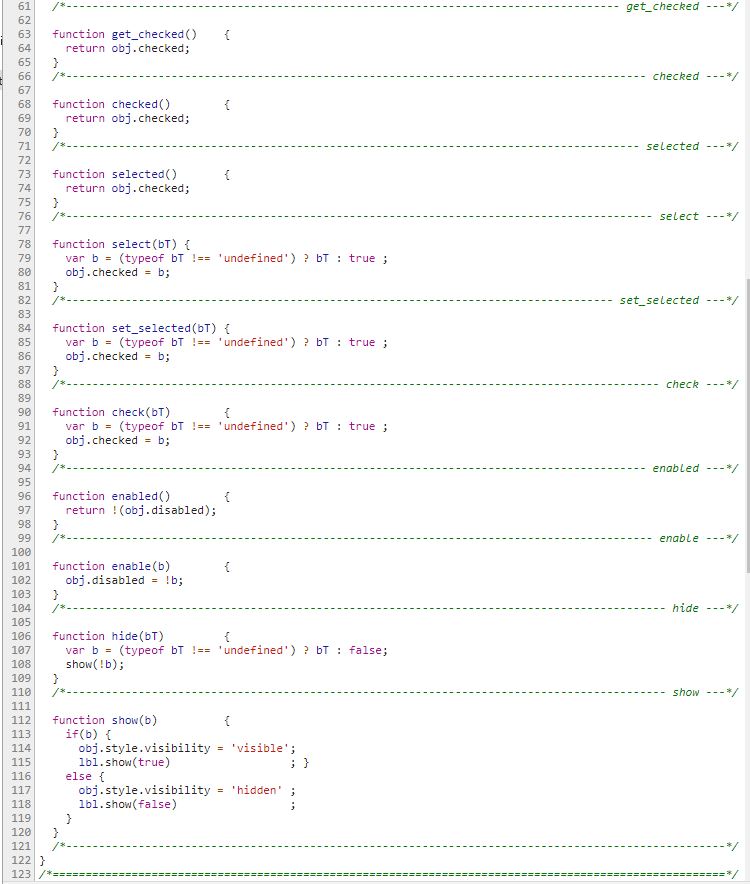 61 /*------------------------------------------------------------------------------------ get_checked ---*/
62
63 function get_checked()    {
64 return obj.checked;
65 }
66 /*---------------------------------------------------------------------------------------- checked ---*/
67
68 function checked()        {
69 return obj.checked;
70 }
71 /*--------------------------------------------------------------------------------------- selected ---*/
72
73 function selected()       {
74 return obj.checked;
75 }
76 /*----------------------------------------------------------------------------------------- select ---*/
77
78 function select(bT) {
79 var b = (typeof bT !== 'undefined') ? bT : true ;
80 obj.checked = b;
81 }
82 /*----------------------------------------------------------------------------------- set_selected ---*/
83
84 function set_selected(bT) {
85 var b = (typeof bT !== 'undefined') ? bT : true ;
86 obj.checked = b;
87 }
88 /*------------------------------------------------------------------------------------------ check ---*/
89
90 function check(bT)        {
91 var b = (typeof bT !== 'undefined') ? bT : true ;
92 obj.checked = b;
93 }
94 /*---------------------------------------------------------------------------------------- enabled ---*/
95
96 function enabled()        {
97 return !(obj.disabled);
98 }
99 /*----------------------------------------------------------------------------------------- enable ---*/
100
101 function enable(b)        {
102 obj.disabled = !b;
103 }
104 /*------------------------------------------------------------------------------------------- hide ---*/
105
106 function hide(bT)         {
107 var b = (typeof bT !== 'undefined') ? bT : false;
108 show(!b);
109 }
110 /*------------------------------------------------------------------------------------------- show ---*/
111
112 function show(b)          {
113 if(b) {
114 obj.style.visibility = 'visible';
115 lbl.show(true)                  ; }
116 else {
117 obj.style.visibility = 'hidden' ;
118 lbl.show(false)                 ;
119 }
120 }
121 /*----------------------------------------------------------------------------------------------------*/
122 }
123 /*======================================================================================================*/